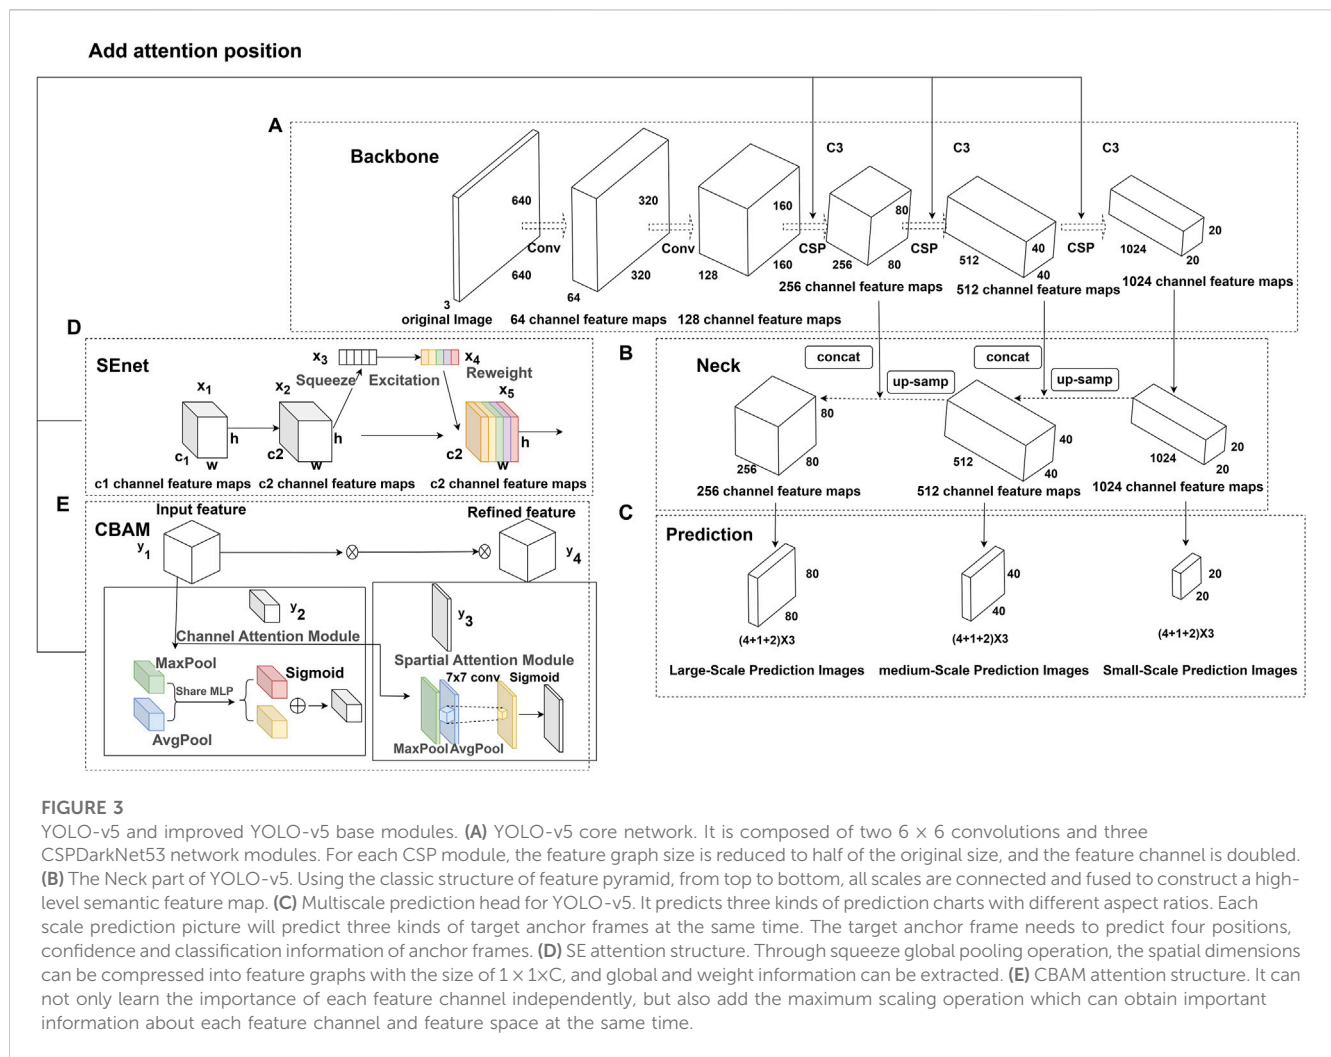 Add attention position
A
Backbone
C3
C3
C3
640
320
160
80
40
20
Conv
Conv
CSP
CSP
CSP
640
320
160
80
40
20
3
64
128
256
512
1024
original Image
64 channel feature maps
128 channel feature maps
256 channel feature maps
512 channel feature maps
1024 channel feature maps
D
SEnet
x3
x4
Squeeze
Excitation
Reweight
x1
x2
x5
h
h
h
c1
w
c2
w
c2
w
c1 channel feature maps
c2 channel feature maps
c2 channel feature maps
B
Neck
concat
concat
up-samp
up-samp
80
40
20
80
40
20
256
512
1024
256 channel feature maps
512 channel feature maps
1024 channel feature maps
E
CBAM
Input feature
Refined feature
y1
y4
y2
Channel Attention Module
MaxPool
Share MLP
Sigmoid
AvgPool
y3
Spartial Attention Module
7x7 conv
Sigmoid
MaxPool
AvgPool
C
Prediction
80
40
20
80
40
20
(4+1+2)X3
(4+1+2)X3
(4+1+2)X3
Large-Scale Prediction Images
medium-Scale Prediction Images
Small-Scale Prediction Images
FIGURE 3
YOLO-v5 and improved YOLO-v5 base modules. (A) YOLO-v5 core network. It is composed of two 6 × 6 convolutions and three
CSPDarkNet53 network modules. For each CSP module, the feature graph size is reduced to half of the original size, and the feature channel is doubled.
(B) The Neck part of YOLO-v5. Using the classic structure of feature pyramid, from top to bottom, all scales are connected and fused to construct a high-
level semantic feature map. (C) Multiscale prediction head for YOLO-v5. It predicts three kinds of prediction charts with different aspect ratios. Each
scale prediction picture will predict three kinds of target anchor frames at the same time. The target anchor frame needs to predict four positions,
confidence and classification information of anchor frames. (D) SE attention structure. Through squeeze global pooling operation, the spatial dimensions
can be compressed into feature graphs with the size of 1 × 1×C, and global and weight information can be extracted. (E) CBAM attention structure. It can
not only learn the importance of each feature channel independently, but also add the maximum scaling operation which can obtain important
information about each feature channel and feature space at the same time.